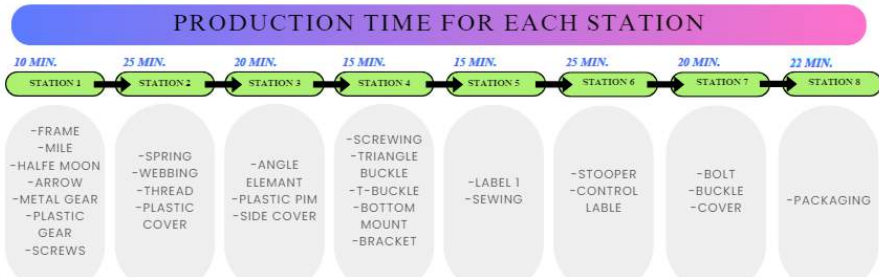 PRODUCTION TIME FOR EACH STATION
10 MIN.
25 MIN.
20 MIN.
15 MIN.
15 MIN.
25 MIN.
20 MIN.
22 MIN.
STATION 1
STATION 2
STATION 3
STATION 4
STATION 5
STATION 6
STATION 7
STATION 8
-FRAME
-MILE
-HALFE MOON
-ARROW
-METAL GEAR
-PLASTIC
GEAR
-SCREWS
-SPRING
-WEBBING
-THREAD
-PLASTIC
COVER
-ANGLE
ELEMANT
-PLASTIC PIM
-SIDE COVER
-SCREWING
-TRIANGLE
BUCKLE
-T-BUCKLE
-BOTTOM
MOUNT
-BRACKET
-LABEL 1
-SEWING
-STOOPER
-CONTROL
LABLE
-BOLT
-BUCKLE
-COVER
-PACKAGING